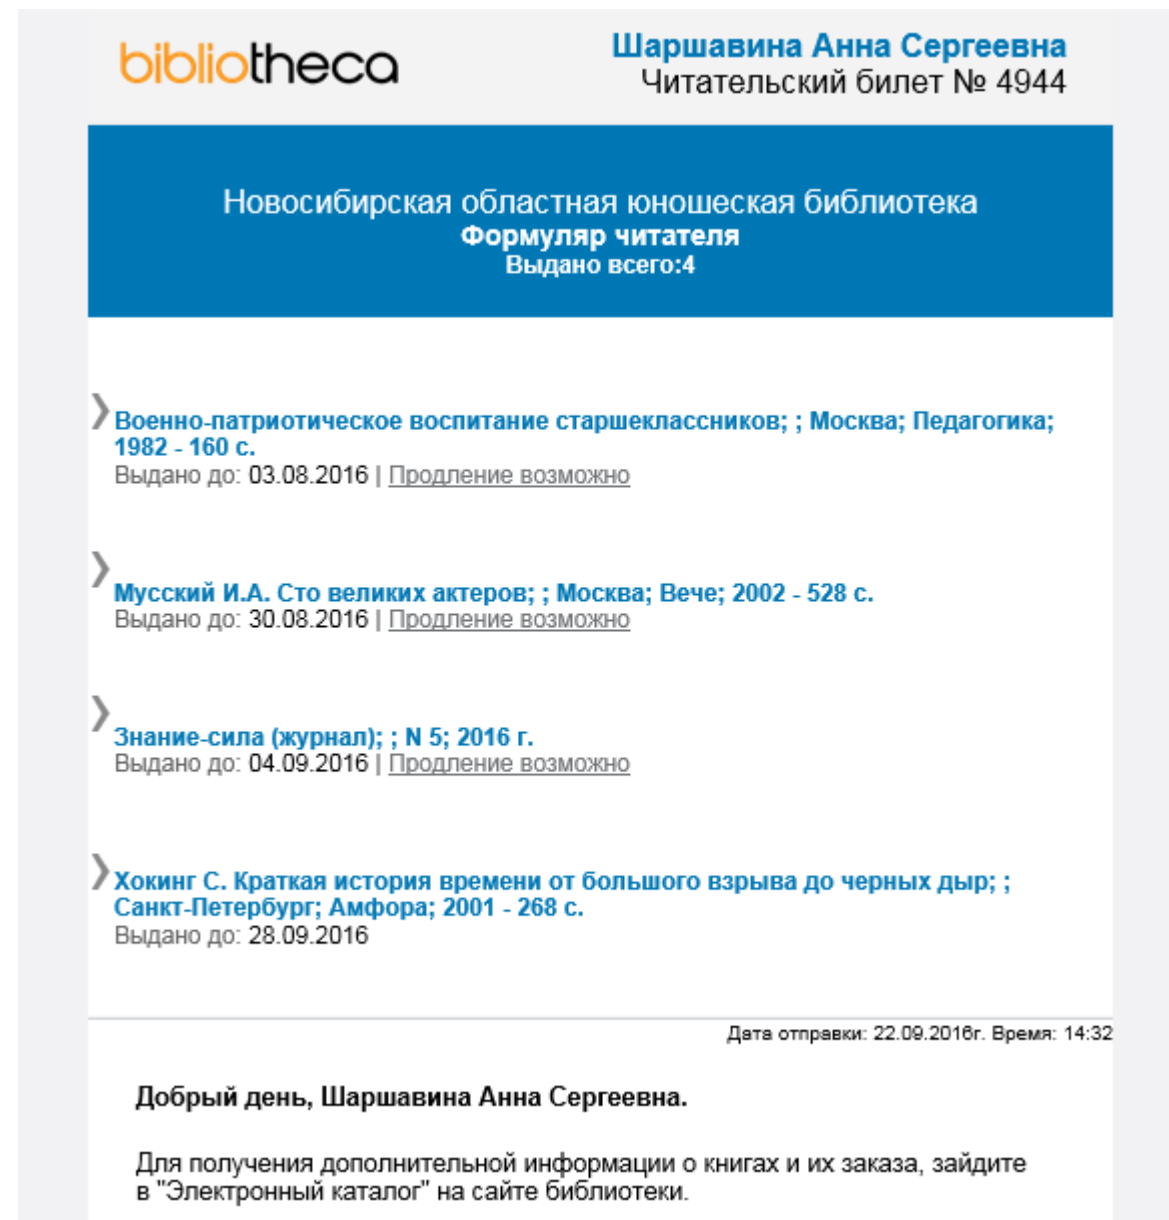 bibliotheca
Шаршавина Анна Сергеевна
Читательский билет № 4944
Новосибирская областная юношеская библиотека
Формуляр читателя
Выдано всего:4
Военно-патриотическое воспитание старшеклассников; ; Москва; Педагогика;
1982 - 160 с.
Выдано до: 03.08.2016 | Продление возможно
Мусский И.А. Сто великих актеров; ; Москва; Вече; 2002 - 528 с.
Выдано до: 30.08.2016 | Продление возможно
Знание-сила (журнал); ; N 5; 2016 г.
Выдано до: 04.09.2016 | Продление возможно
Хокинг С. Краткая история времени от большого взрыва до черных дыр; ;
Санкт-Петербург; Амфора; 2001 - 268 с.
Выдано до: 28.09.2016
Дата отправки: 22.09.2016г. Время: 14:32
Добрый день, Шаршавина Анна Сергеевна.
Для получения дополнительной информации о книгах и их заказа, зайдите
в "Электронный каталог" на сайте библиотеки.